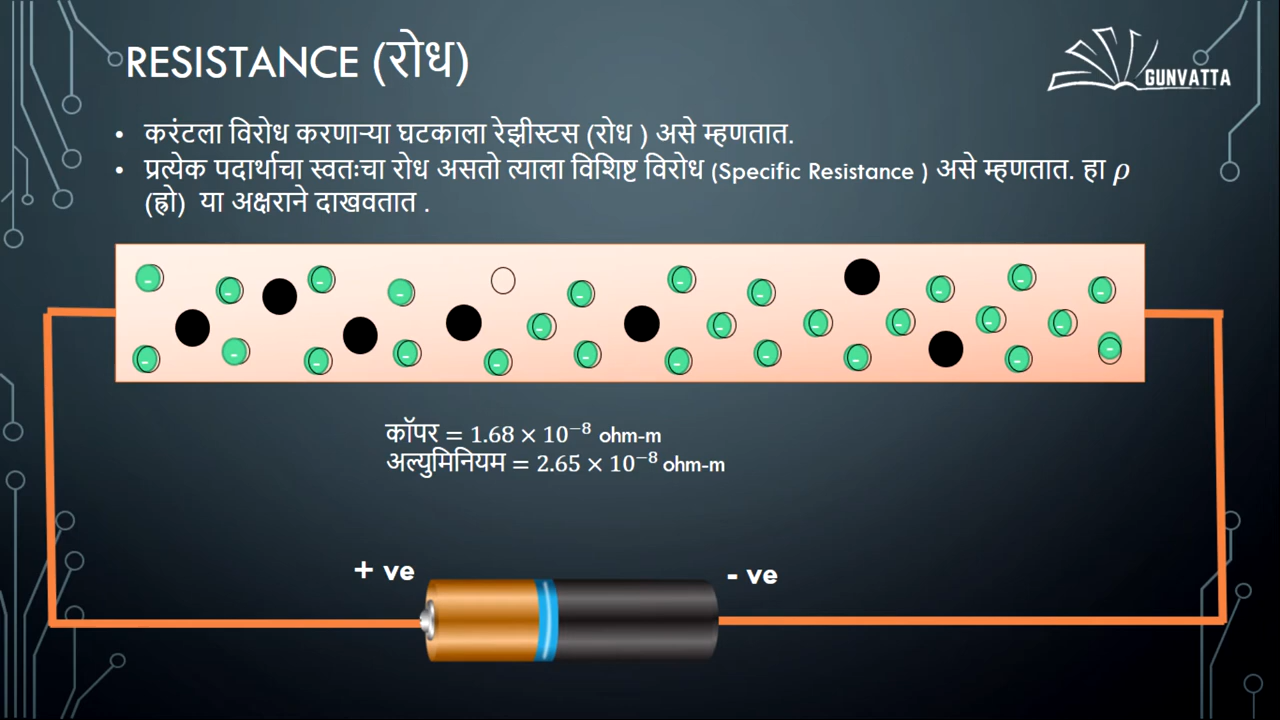 RESISTANCE (रोध)
GUNVATTA
• करंटला विरोध करणाऱ्या घटकाला रेझीस्टस (रोध ) असे म्हणतात.
• प्रत्येक पदार्थाचा स्वतःचा रोध असतो त्याला विशिष्ट विरोध (Specific Resistance ) असे म्हणतात. हा ρ
(ह्रो) या अक्षराने दाखवतात .
कॉपर = 1.68 × 10⁻⁸ ohm-m
अल्युमिनियम = 2.65 × 10⁻⁸ ohm-m
+ ve
- ve